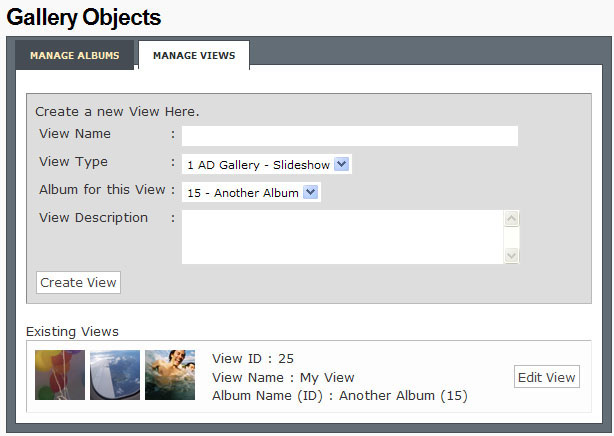 Gallery Objects
MANAGE ALBUMS MANAGE VIEWS
Create a new View Here.
View Name :
View Type : 1 AD Gallery - Slideshow
Album for this View : 15 - Another Album
View Description :
Create View
Existing Views
View ID : 25
View Name : My View
Album Name (ID) : Another Album (15)
Edit View